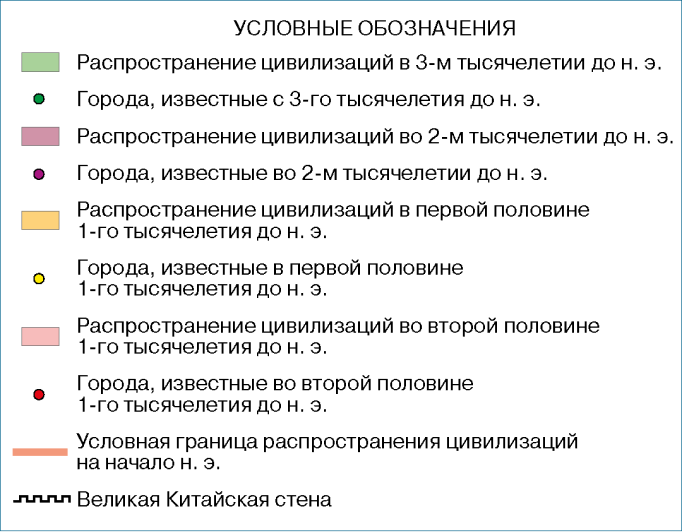 УСЛОВНЫЕ ОБОЗНАЧЕНИЯ
Распространение цивилизаций в 3-м тысячелетии до н. э.
Города, известные с 3-го тысячелетия до н. э.
Распространение цивилизаций во 2-м тысячелетии до н. э.
Города, известные во 2-м тысячелетии до н. э.
Распространение цивилизаций в первой половине
1-го тысячелетия до н. э.
Города, известные в первой половине
1-го тысячелетия до н. э.
Распространение цивилизаций во второй половине
1-го тысячелетия до н. э.
Города, известные во второй половине
1-го тысячелетия до н. э.
Условная граница распространения цивилизаций
на начало н. э.
Великая Китайская стена